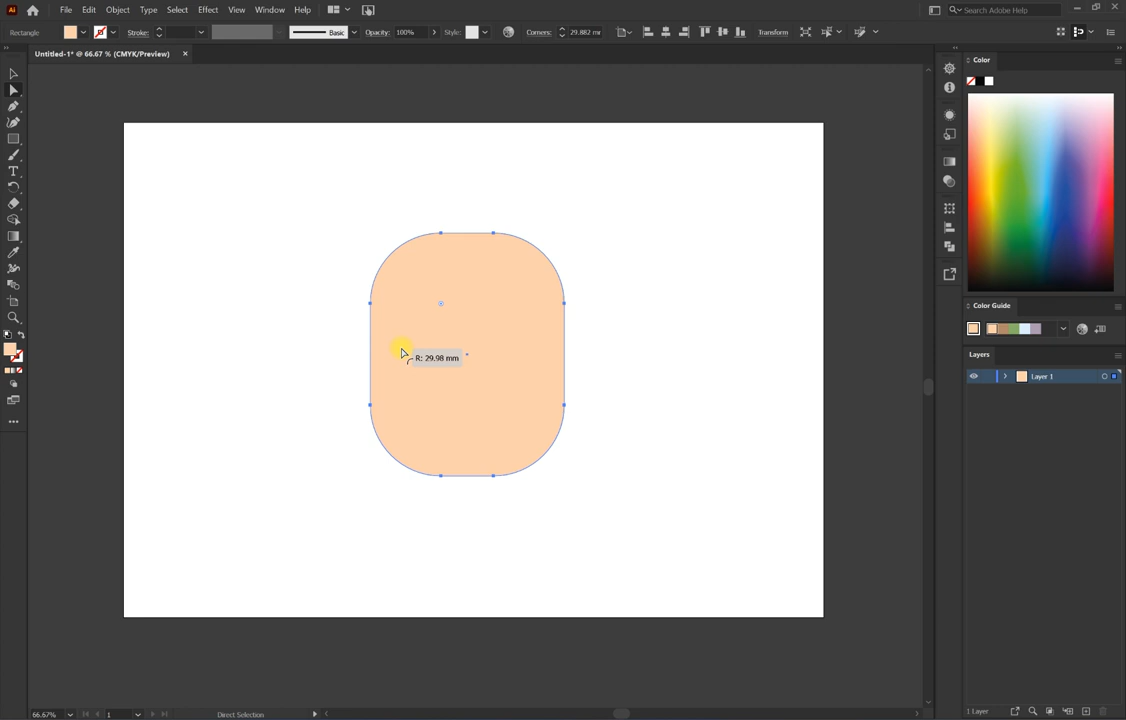 Ai File Edit Object Type Select Effect View Window Help Search Adobe Help
Rectangle Stroke: Basic Opacity: 100% Style: Corners: 29.882 mr Transform
Untitled-1* @ 66.67 % (CMYK/Preview)
Color
R: 29.98 mm
Color Guide
Layers
Layer 1
1 Layer
66.67% 1 Direct Selection